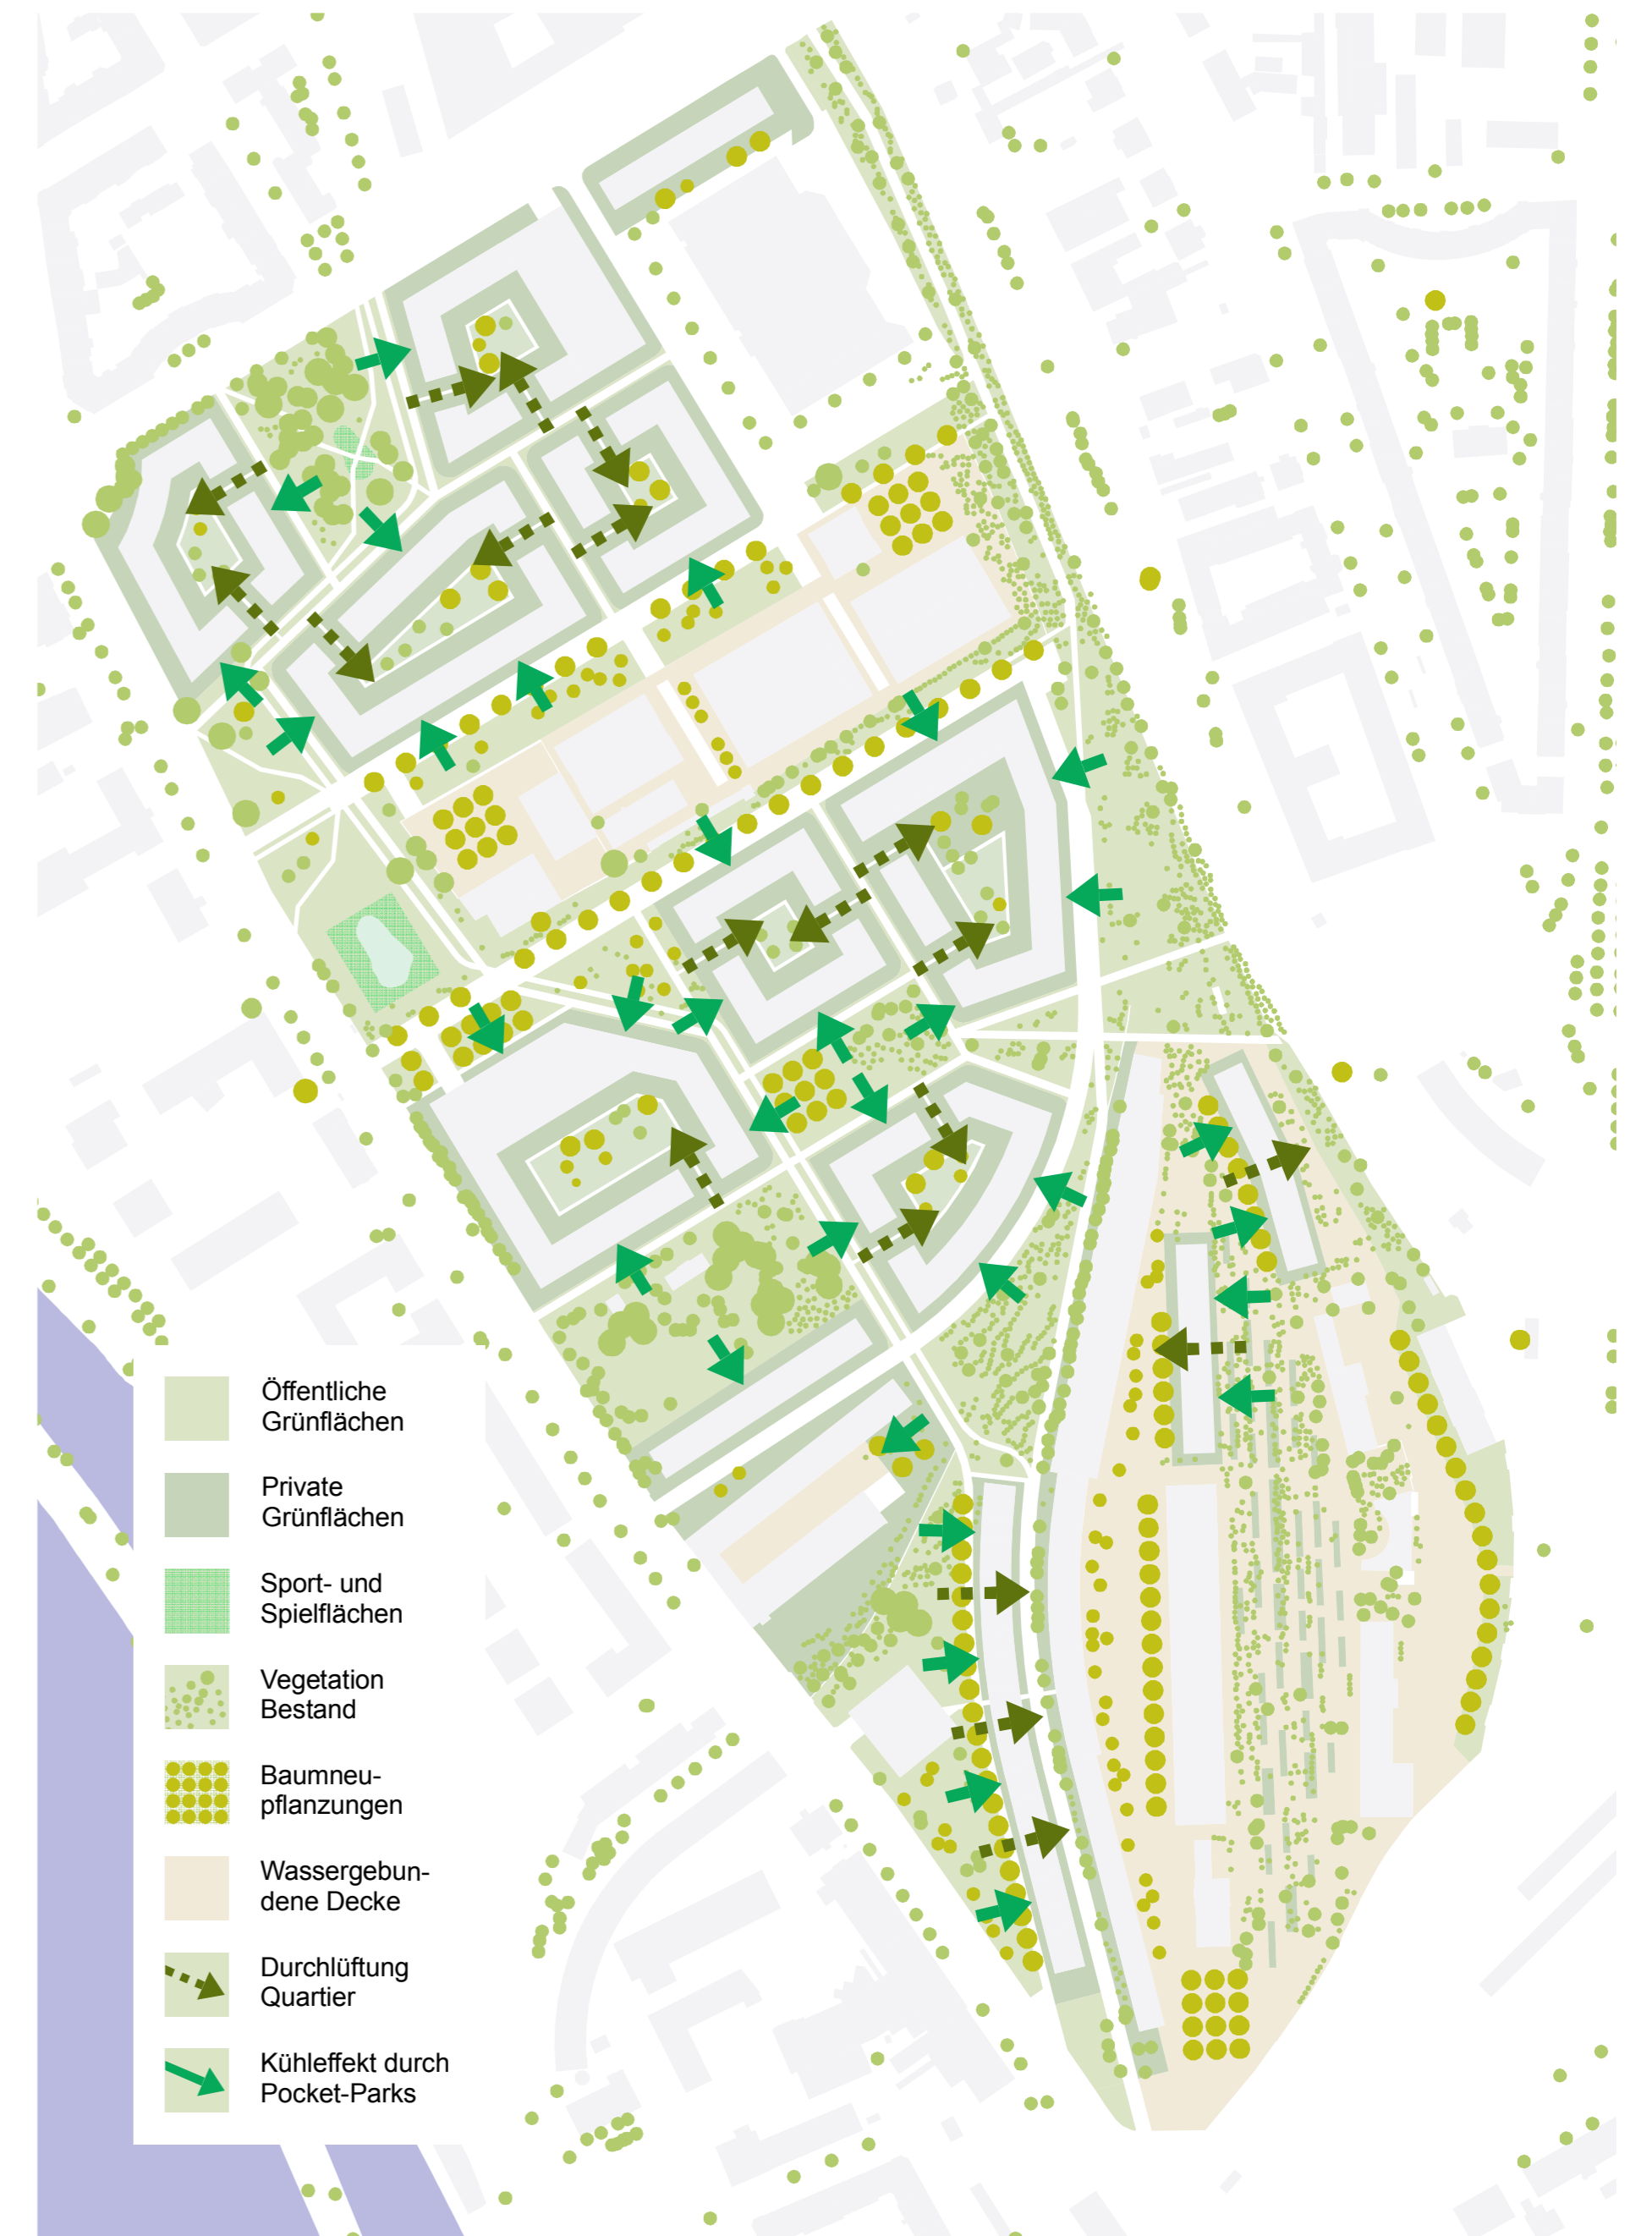 Öffentliche
Grünflächen
Private
Grünflächen
Sport- und
Spielflächen
Vegetation
Bestand
Baumneu-
pflanzungen
Wassergebun-
dene Decke
Durchlüftung
Quartier
Kühleffekt durch
Pocket-Parks